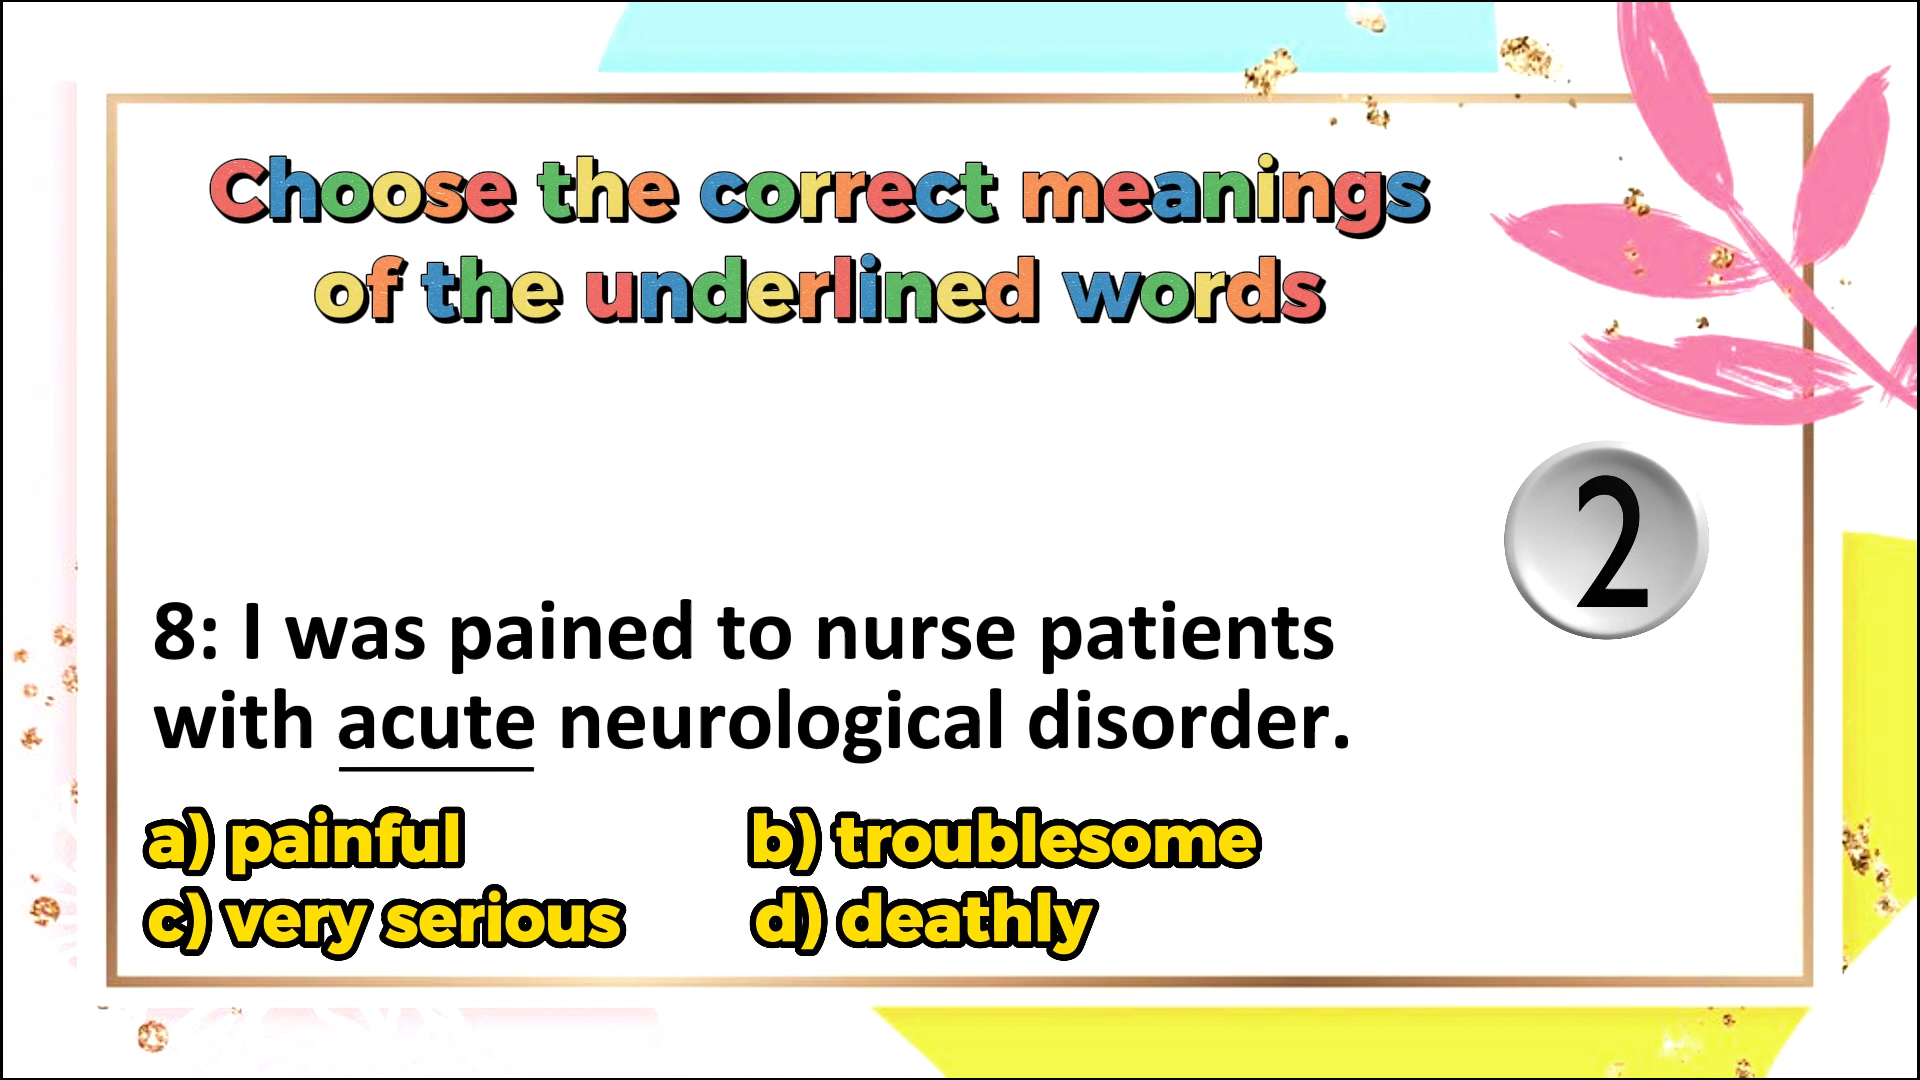 Choose the correct meanings
of the underlined words
2
8: I was pained to nurse patients
with acute neurological disorder.
a) painful b) troublesome
c) very serious d) deathly